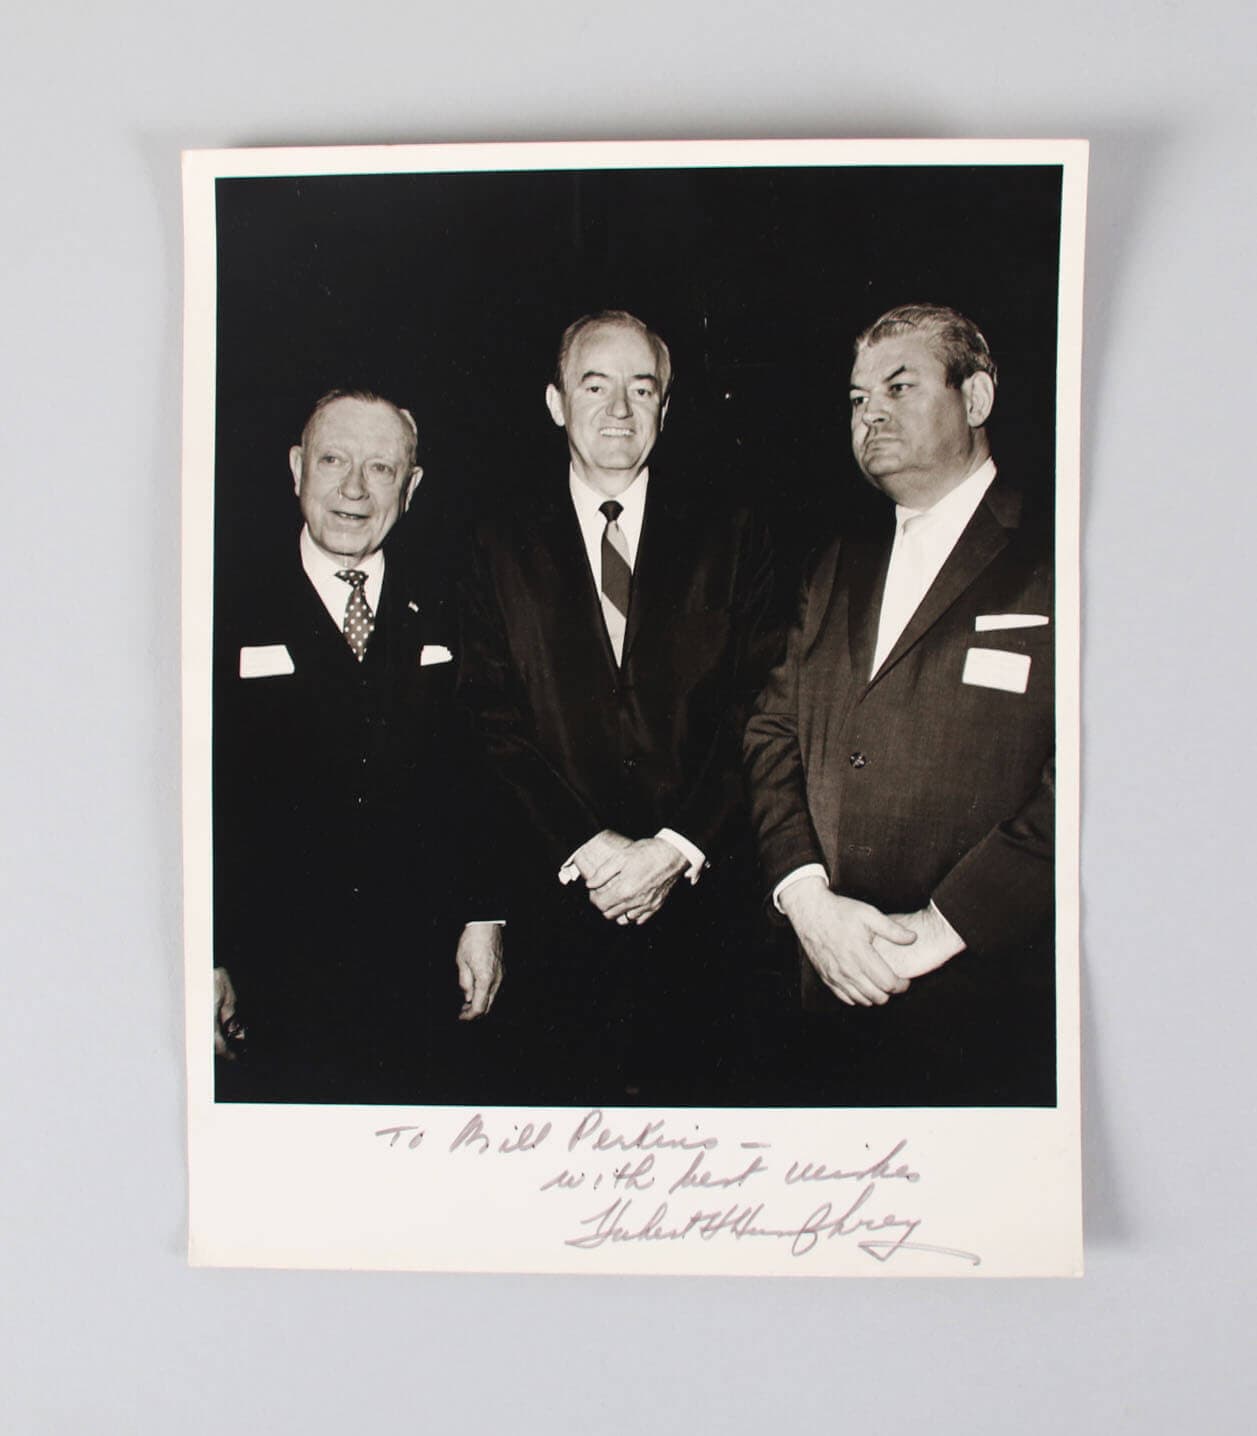 To Bill Perkins –
with best wishes
Hubert H Humphrey